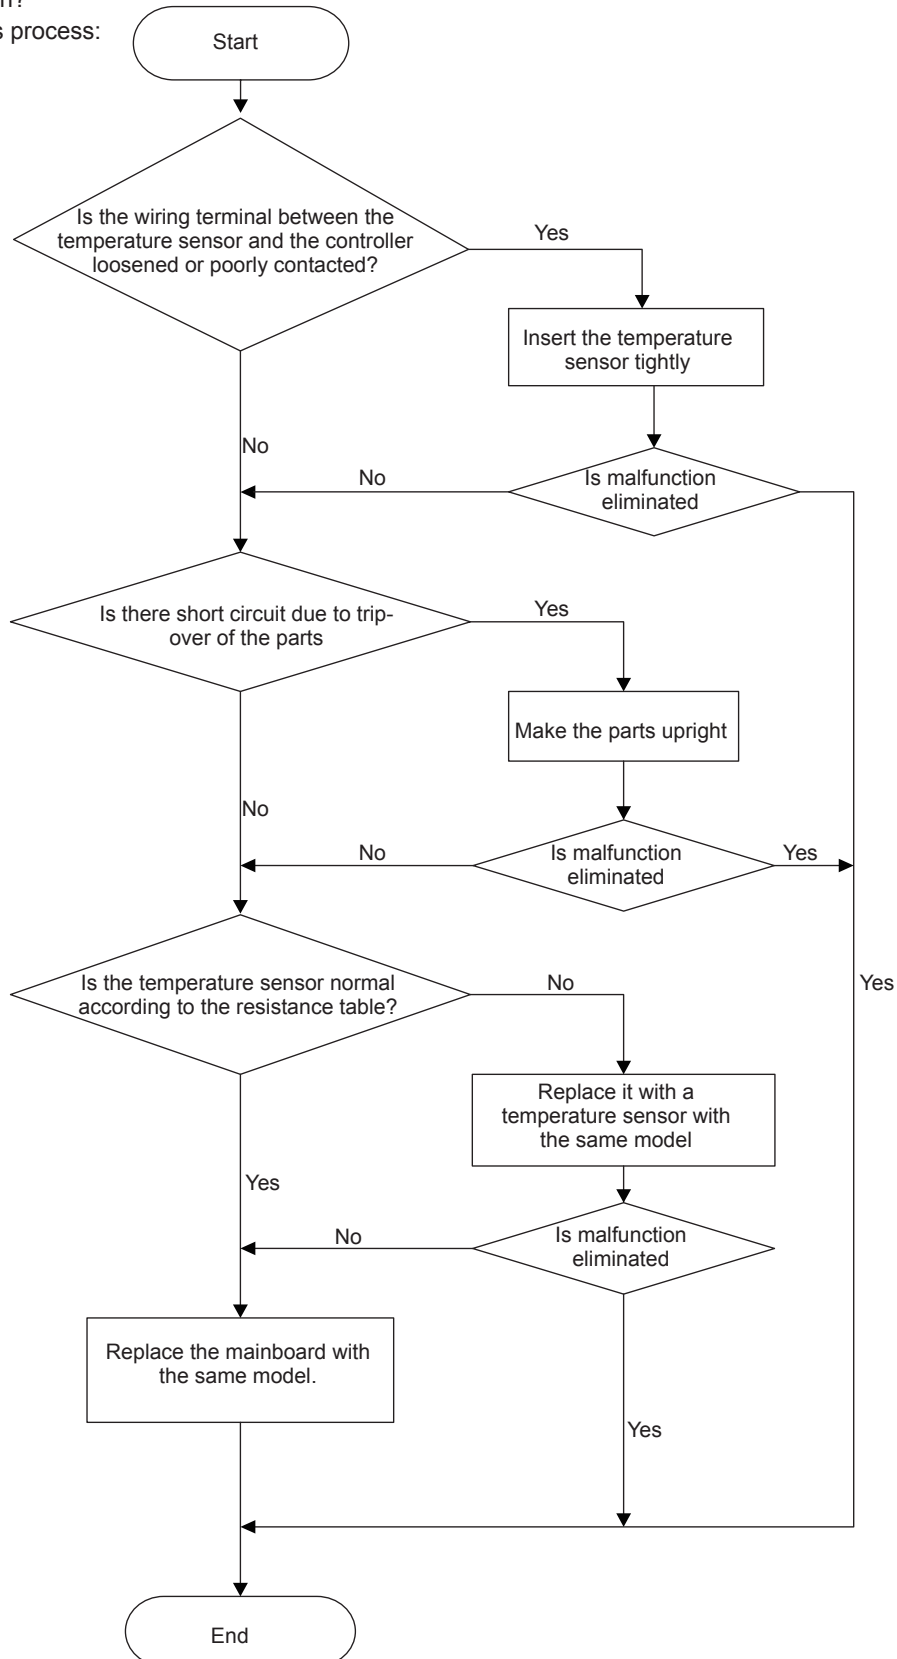 s process:
Start
Is the wiring terminal between the
temperature sensor and the controller
loosened or poorly contacted?
Yes
Insert the temperature
sensor tightly
No
No
Is malfunction
eliminated
Is there short circuit due to trip-
over of the parts
Yes
Make the parts upright
No
No
Is malfunction
eliminated
Yes
Is the temperature sensor normal
according to the resistance table?
No
Yes
Replace it with a
temperature sensor with
the same model
Yes
No
Is malfunction
eliminated
Replace the mainboard with
the same model.
Yes
End